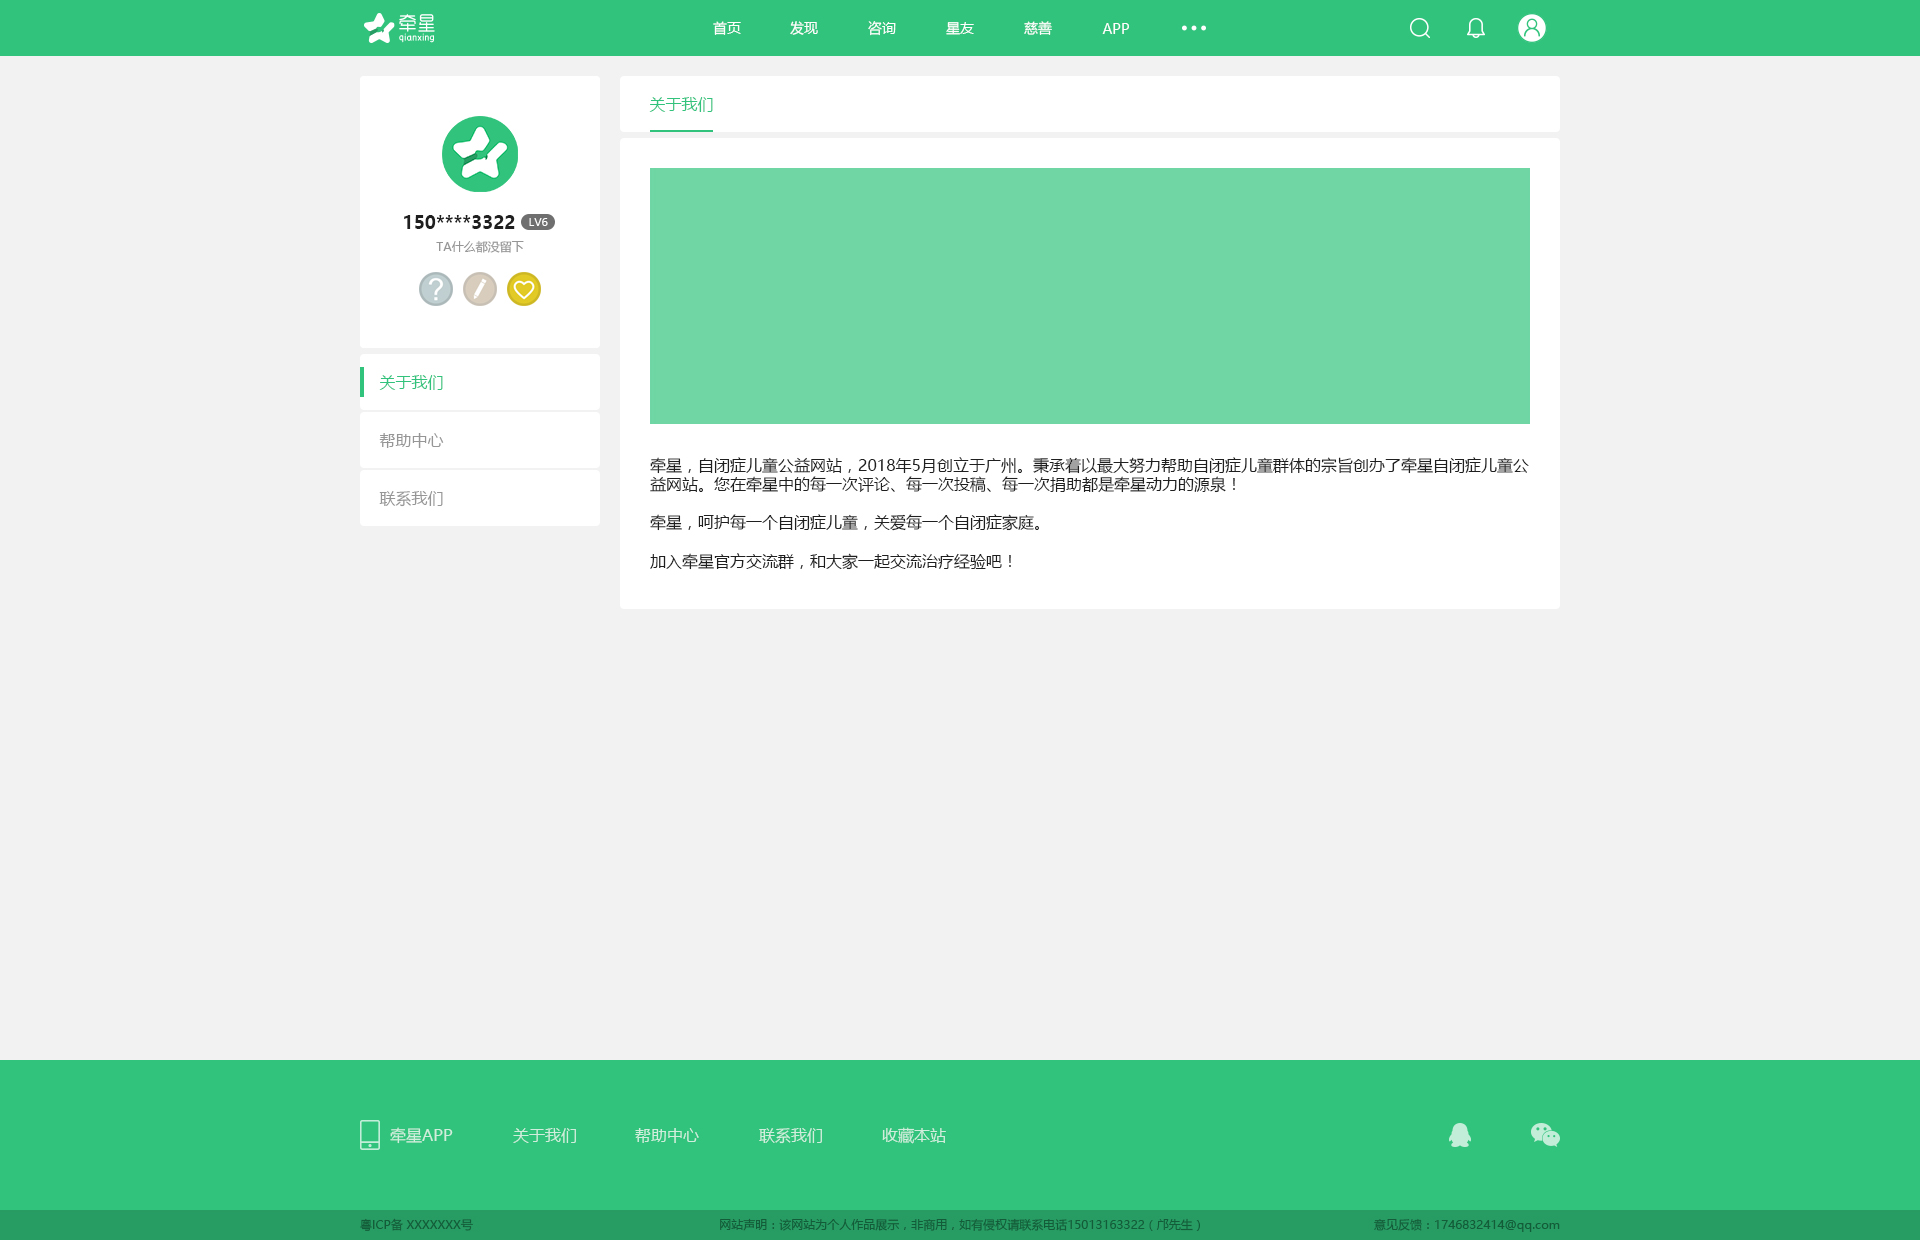 牵星
qianxing
首页 发现 咨询 星友 慈善 APP
150****3322 LV6
TA什么都没留下
关于我们
帮助中心
联系我们
关于我们
牵星，自闭症儿童公益网站，2018年5月创立于广州。秉承着以最大努力帮助自闭症儿童群体的宗旨创办了牵星自闭症儿童公
益网站。您在牵星中的每一次评论、每一次投稿、每一次捐助都是牵星动力的源泉！
牵星，呵护每一个自闭症儿童，关爱每一个自闭症家庭。
加入牵星官方交流群，和大家一起交流治疗经验吧！
牵星APP 关于我们 帮助中心 联系我们 收藏本站
粤ICP备 XXXXXXX号 网站声明：该网站为个人作品展示，非商用，如有侵权请联系电话15013163322（邝先生） 意见反馈：1746832414@qq.com